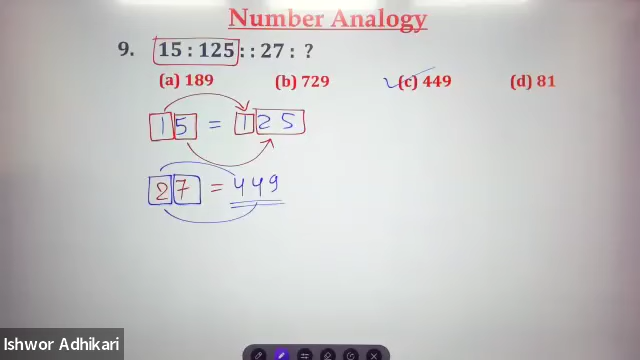 Number Analogy
9. 15 : 125 : : 27 : ?
(a) 189 (b) 729 (c) 449 (d) 81
15 = 125
27 = 449
Ishwor Adhikari